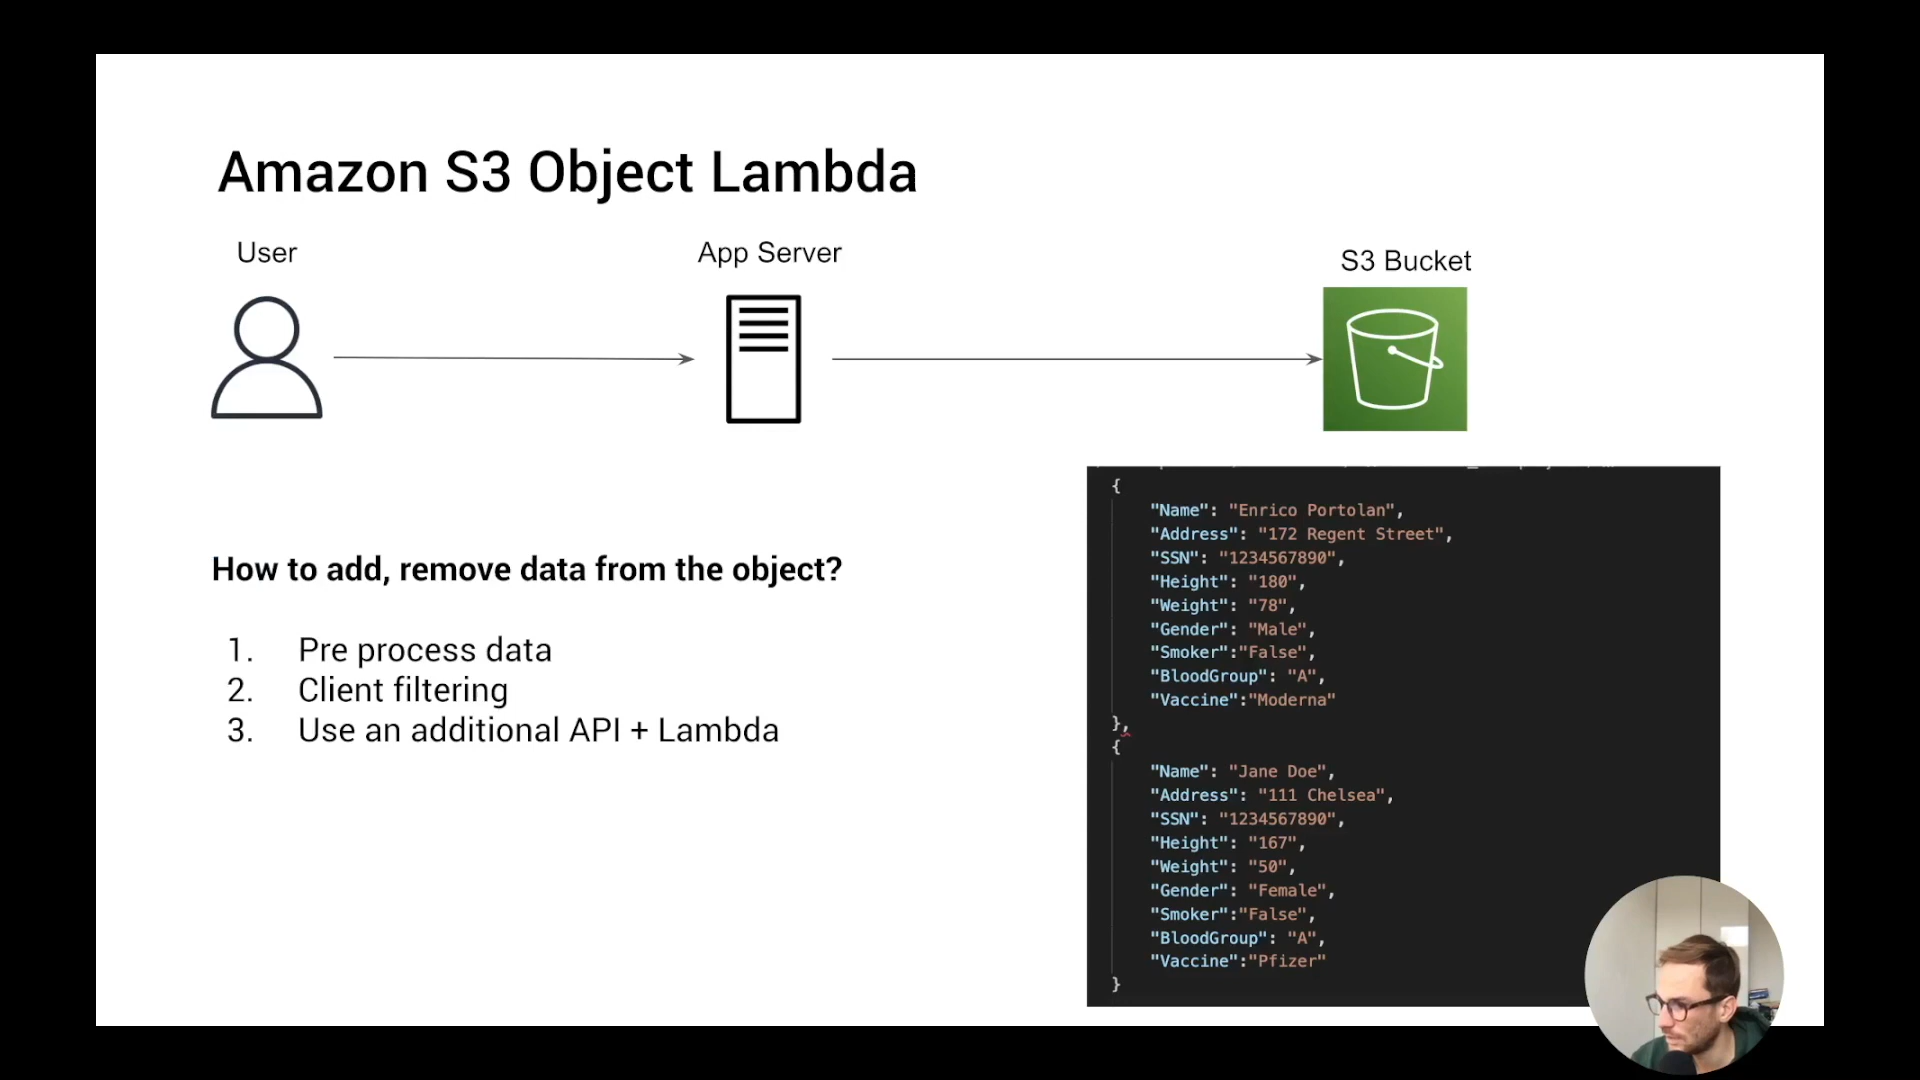 Amazon S3 Object Lambda
User
App Server
S3 Bucket
How to add, remove data from the object?
1. Pre process data
2. Client filtering
3. Use an additional API + Lambda
{
"Name": "Enrico Portolan",
"Address": "172 Regent Street",
"SSN": "1234567890",
"Height": "180",
"Weight": "78",
"Gender": "Male",
"Smoker":"False",
"BloodGroup": "A",
"Vaccine":"Moderna"
},
{
"Name": "Jane Doe",
"Address": "111 Chelsea",
"SSN": "1234567890",
"Height": "167",
"Weight": "50",
"Gender": "Female",
"Smoker":"False",
"BloodGroup": "A",
"Vaccine":"Pfizer"
}